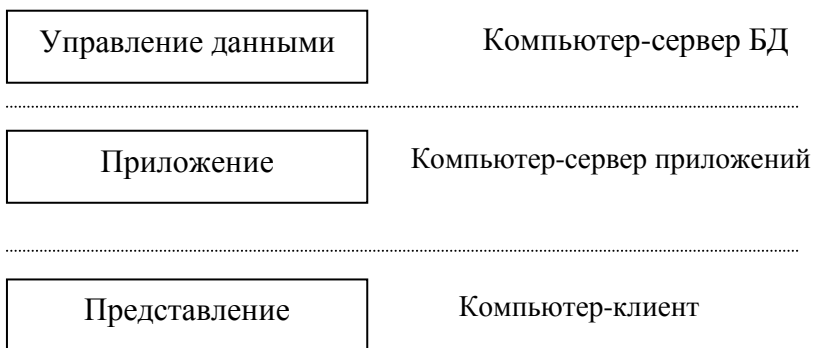 Управление данными
Компьютер-сервер БД
Приложение
Компьютер-сервер приложений
Представление
Компьютер-клиент